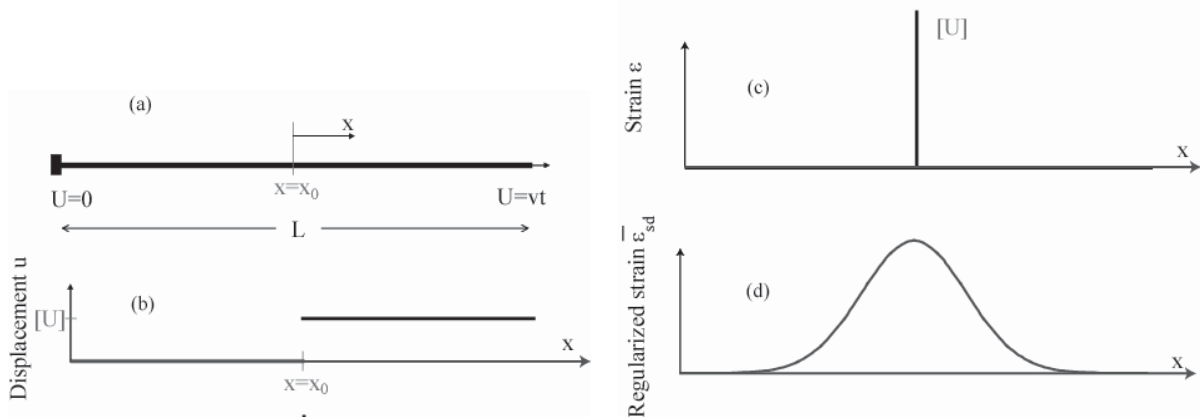 (a)
x
x=x₀
U=0
U=vt
L
Displacement u
(b)
[U]
x
x=x₀
Strain ε
(c)
[U]
x
Regularized strain ε̅sd
(d)
x